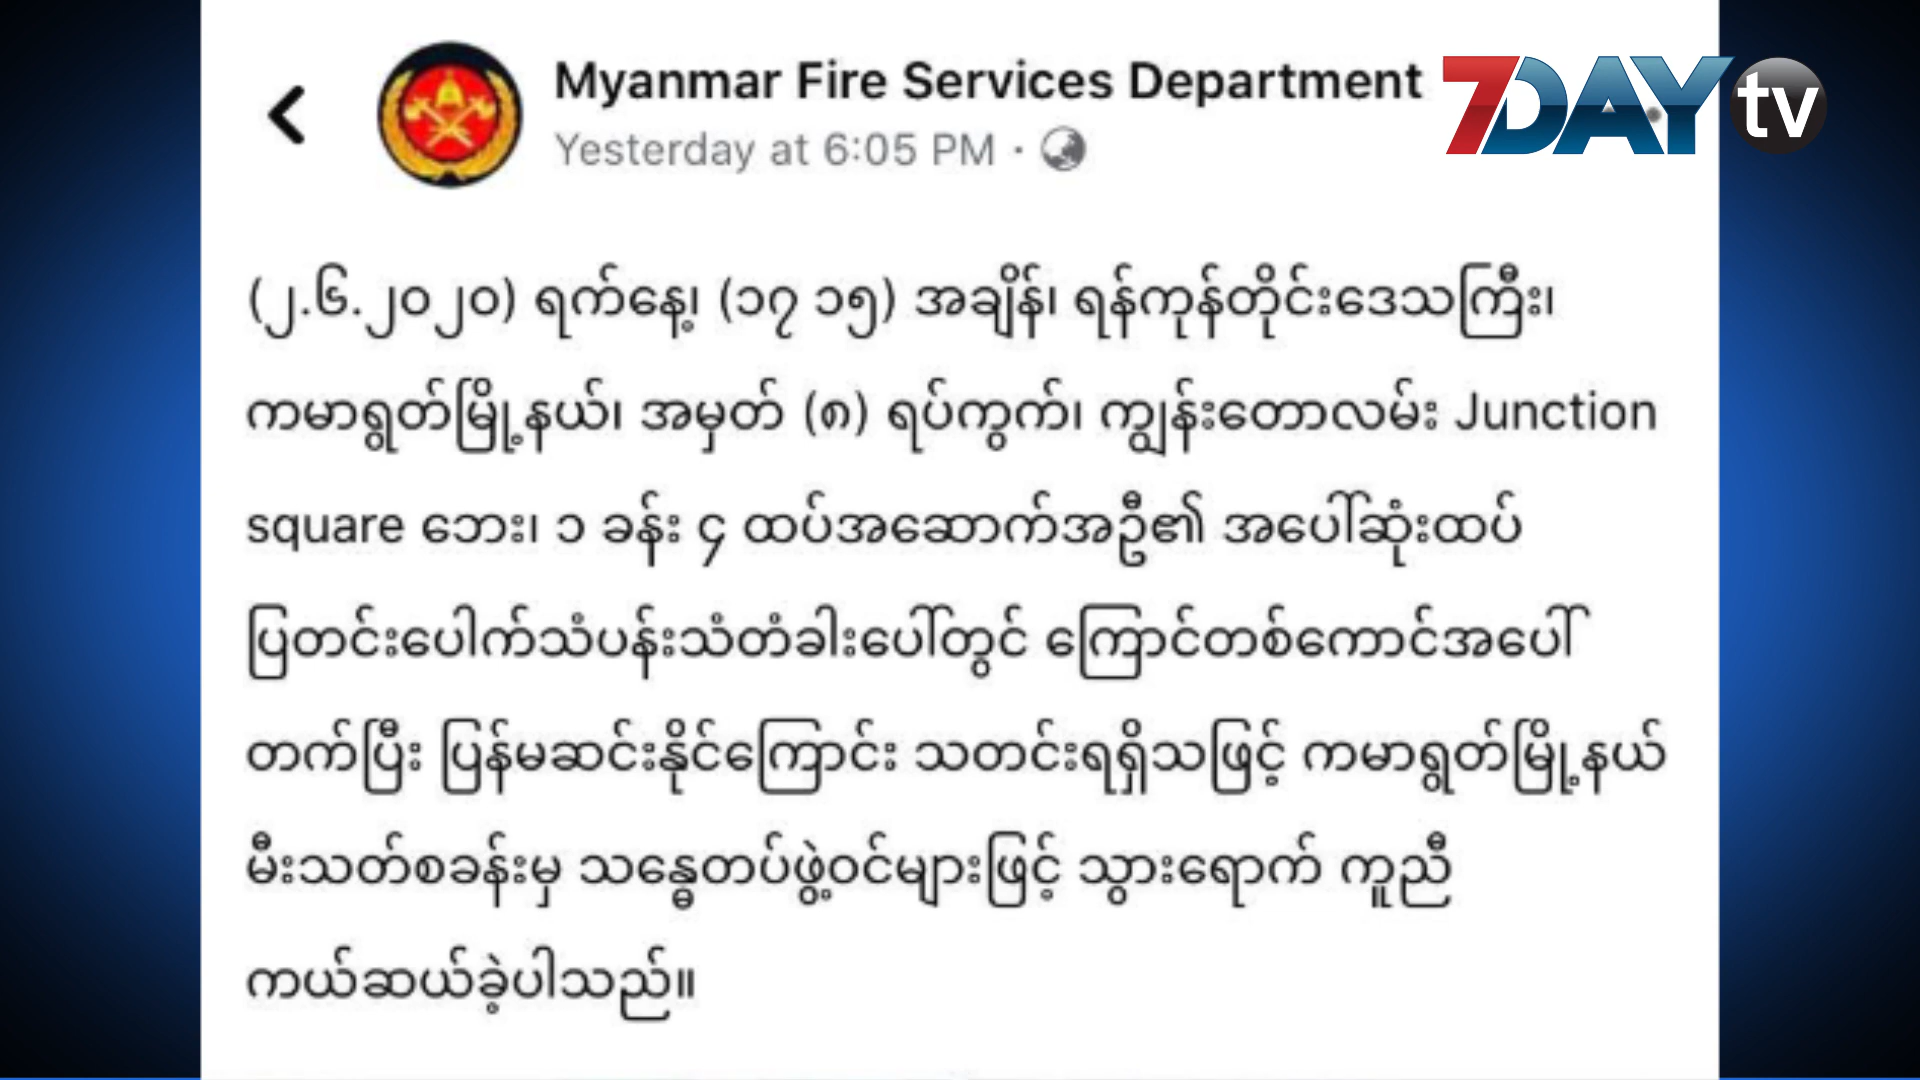 Myanmar Fire Services Department
7DAY tv
Yesterday at 6:05 PM ·
(၂.၆.၂၀၂၀) ရက်နေ့၊ (၁၇ ၁၅) အချိန်၊ ရန်ကုန်တိုင်းဒေသကြီး၊
ကမာရွတ်မြို့နယ်၊ အမှတ် (၈) ရပ်ကွက်၊ ကျွန်းတောလမ်း Junction
square ဘေး၊ ၁ ခန်း ၄ ထပ်အဆောက်အဦ၏ အပေါ်ဆုံးထပ်
ပြတင်းပေါက်သံပန်းသံတံခါးပေါ်တွင် ကြောင်တစ်ကောင်အပေါ်
တက်ပြီး ပြန်မဆင်းနိုင်ကြောင်း သတင်းရရှိသဖြင့် ကမာရွတ်မြို့နယ်
မီးသတ်စခန်းမှ သန္ဓေတပ်ဖွဲ့ဝင်များဖြင့် သွားရောက် ကူညီ
ကယ်ဆယ်ခဲ့ပါသည်။